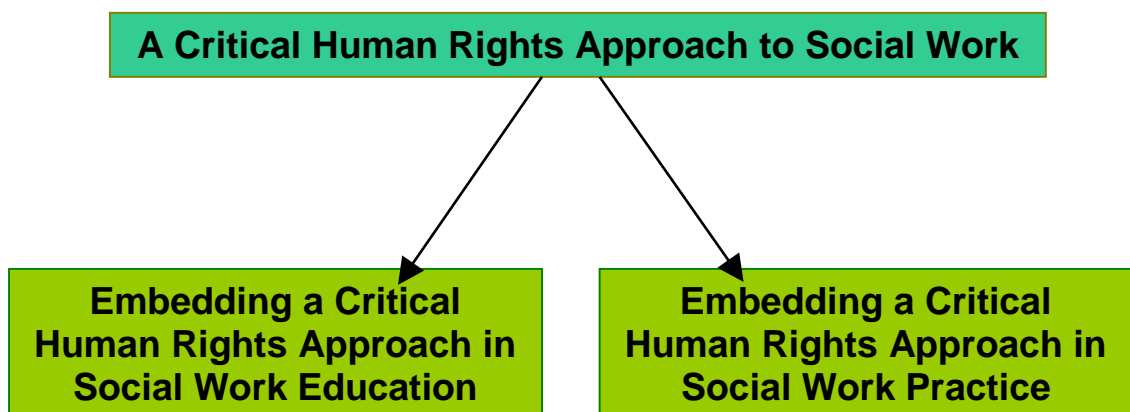 A Critical Human Rights Approach to Social Work
Embedding a Critical
Human Rights Approach in
Social Work Education
Embedding a Critical
Human Rights Approach in
Social Work Practice